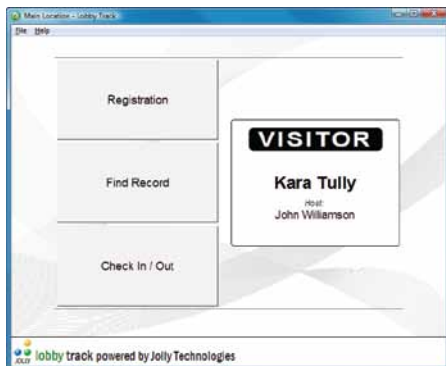 Main Location - Lobby Track
File Help
Registration
Find Record
Check In / Out
VISITOR
Kara Tully
Host:
John Williamson
JOLLY
lobby track powered by Jolly Technologies